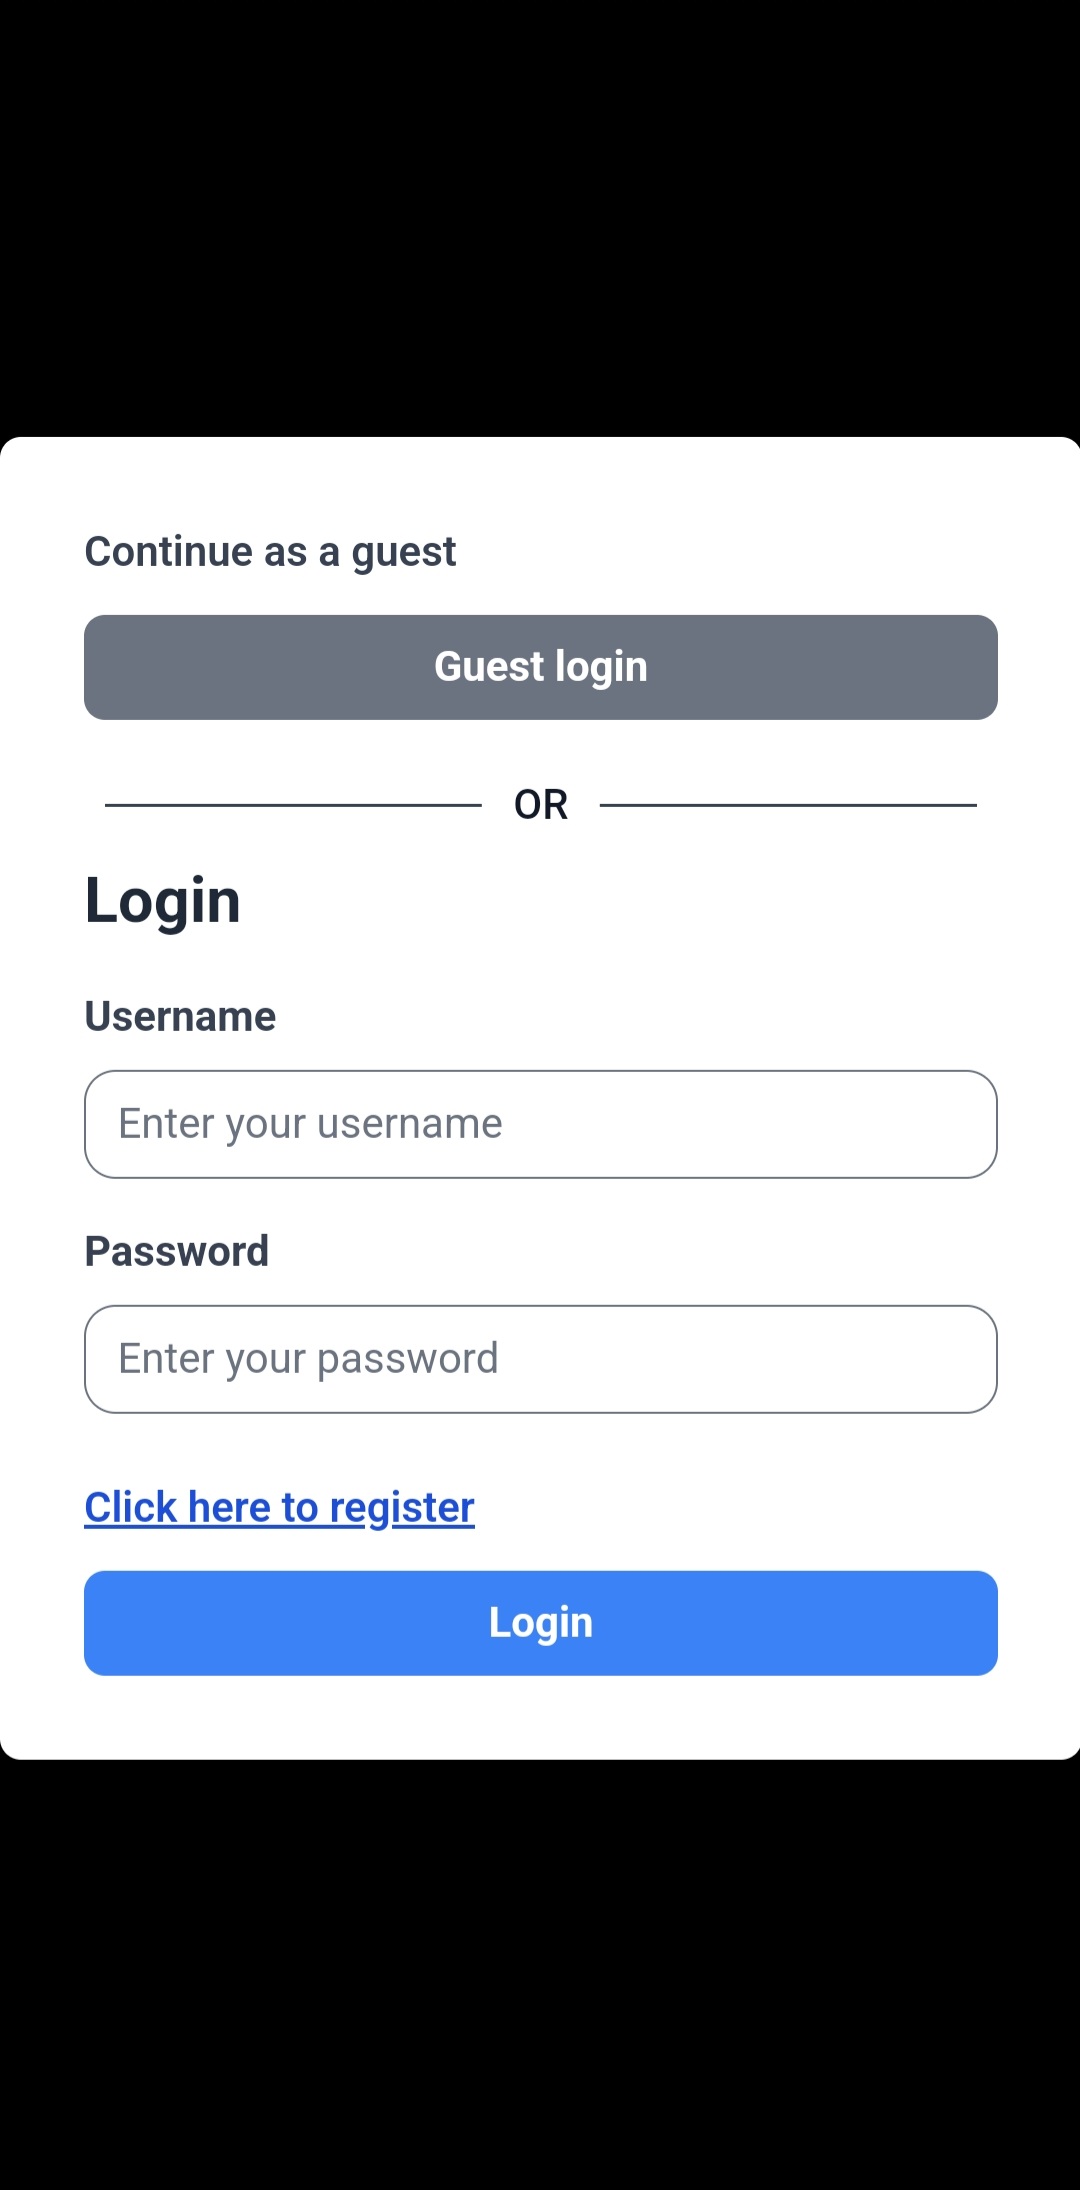 Continue as a guest
Guest login
OR
Login
Username
Enter your username
Password
Enter your password
Click here to register
Login